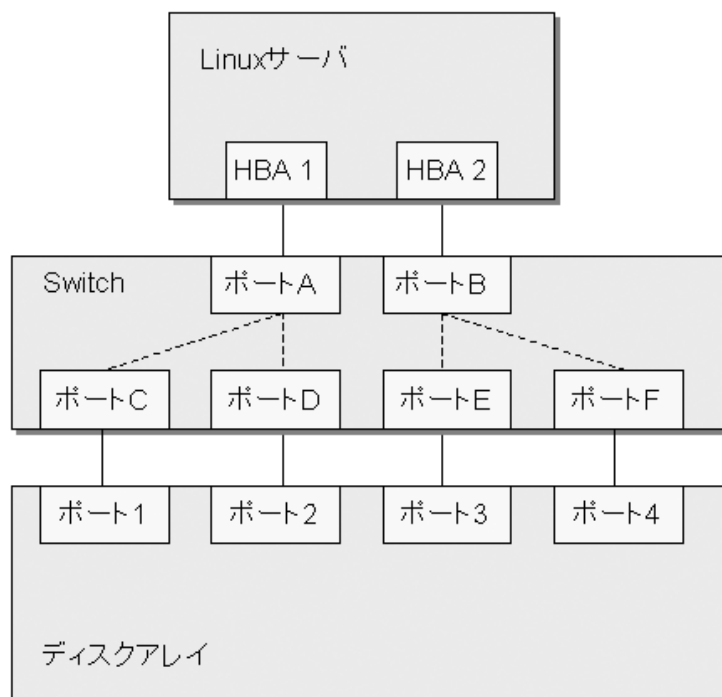 Linuxサーバ
HBA 1
HBA 2
Switch
ポートA
ポートB
ポートC
ポートD
ポートE
ポートF
ポート1
ポート2
ポート3
ポート4
ディスクアレイ